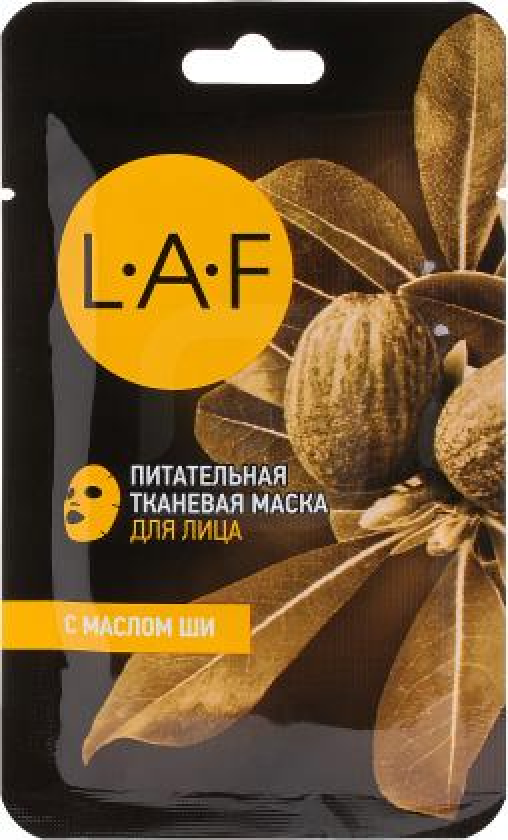 L·A·F
ПИТАТЕЛЬНАЯ
ТКАНЕВАЯ МАСКА
ДЛЯ ЛИЦА
С МАСЛОМ ШИ